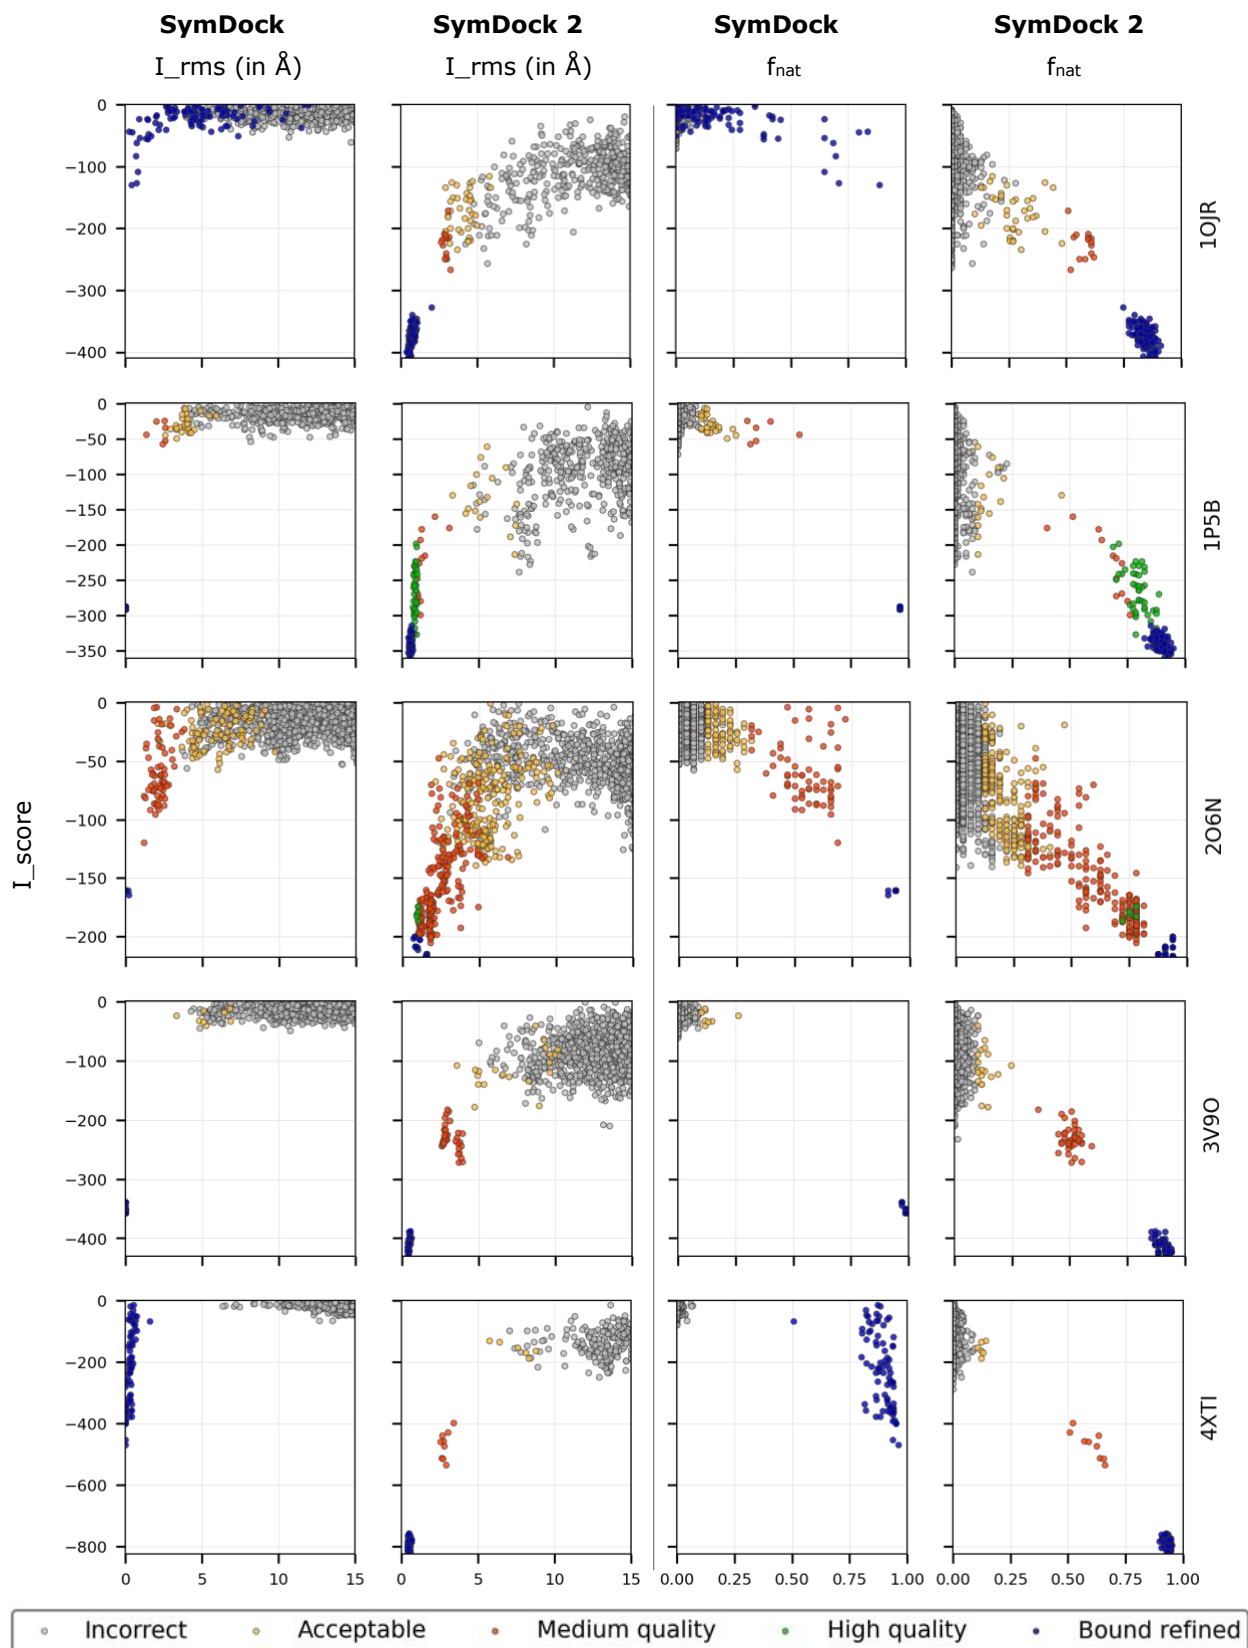 SymDock SymDock 2 SymDock SymDock 2
I_rms (in Å) I_rms (in Å) fnat fnat
0
−100
−200
−300
−400
1OJR
0
−50
−100
−150
−200
−250
−300
−350
1P5B
0
−50
−100
−150
−200
2O6N
I_score
0
−100
−200
−300
−400
3V9O
0
−200
−400
−600
−800
4XTI
0 5 10 15 0 5 10 15 0.00 0.25 0.50 0.75 1.00 0.00 0.25 0.50 0.75 1.00
Incorrect Acceptable Medium quality High quality Bound refined